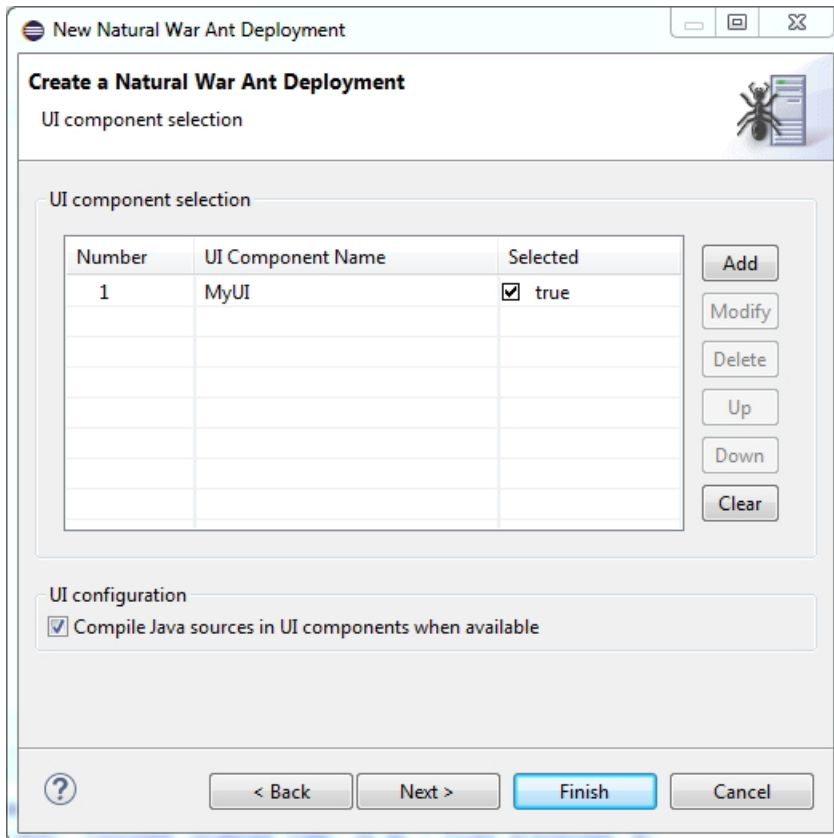 New Natural War Ant Deployment
Create a Natural War Ant Deployment
UI component selection
UI component selection
Number UI Component Name Selected
1 MyUI true
Add
Modify
Delete
Up
Down
Clear
UI configuration
Compile Java sources in UI components when available
? < Back Next > Finish Cancel